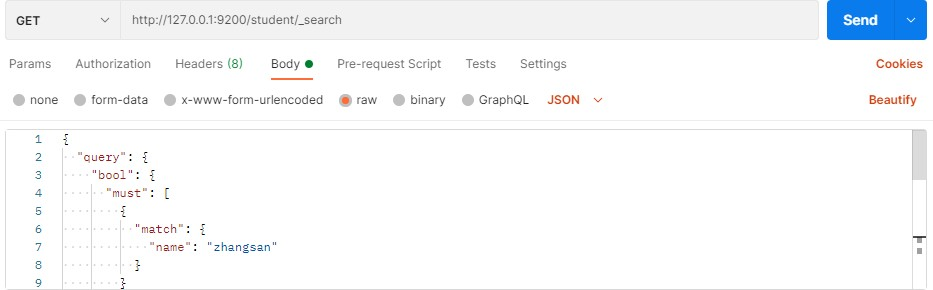 GET http://127.0.0.1:9200/student/_search Send
Params Authorization Headers (8) Body Pre-request Script Tests Settings Cookies
none form-data x-www-form-urlencoded raw binary GraphQL JSON Beautify
1 {
2 "query": {
3 "bool": {
4 "must": [
5 {
6 "match": {
7 "name": "zhangsan"
8 }
9 }